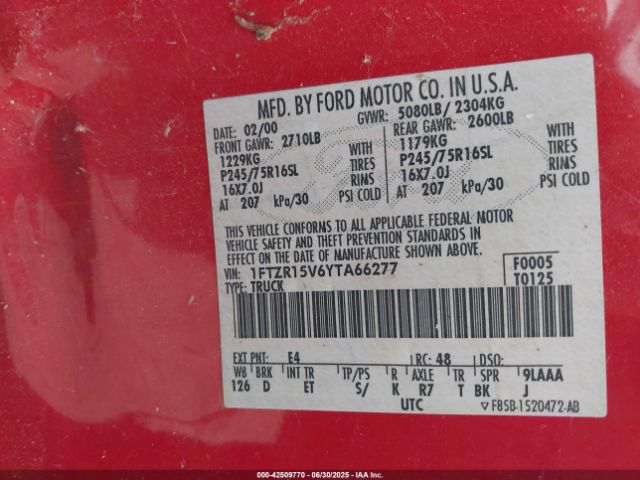 MFD. BY FORD MOTOR CO. IN U.S.A.
DATE: 02/00 GVWR: 5080LB/ 2304KG
FRONT GAWR: 2710LB REAR GAWR: 2600LB
1229KG WITH 1179KG WITH
P245/75R16SL TIRES P245/75R16SL TIRES
16X7.0J RIMS 16X7.0J RIMS
AT 207 kPa/30 PSI COLD AT 207 kPa/30 PSI COLD
THIS VEHICLE CONFORMS TO ALL APPLICABLE FEDERAL MOTOR
VEHICLE SAFETY AND THEFT PREVENTION STANDARDS IN
EFFECT ON THE DATE OF MANUFACTURE SHOWN ABOVE.
VIN: 1FTZR15V6YTA66277 F0005
TYPE: TRUCK T0125
EXT PNT: E4 RC: 48 DSO:
WB BRK INT TR TP/PS R AXLE TR SPR 9LAAA
126 D ET S/ K R7 T BK J
UTC ▽F85B-1520472-AB
000-42509770 - 06/30/2025 - IAA Inc.